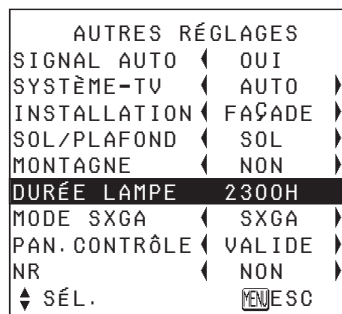 AUTRES RÉGLAGES
SIGNAL AUTO OUI
SYSTÈME-TV AUTO
INSTALLATION FAÇADE
SOL/PLAFOND SOL
MONTAGNE NON
DURÉE LAMPE 2300H
MODE SXGA SXGA
PAN.CONTRÔLE VALIDE
NR NON
SÉL. MENU ESC